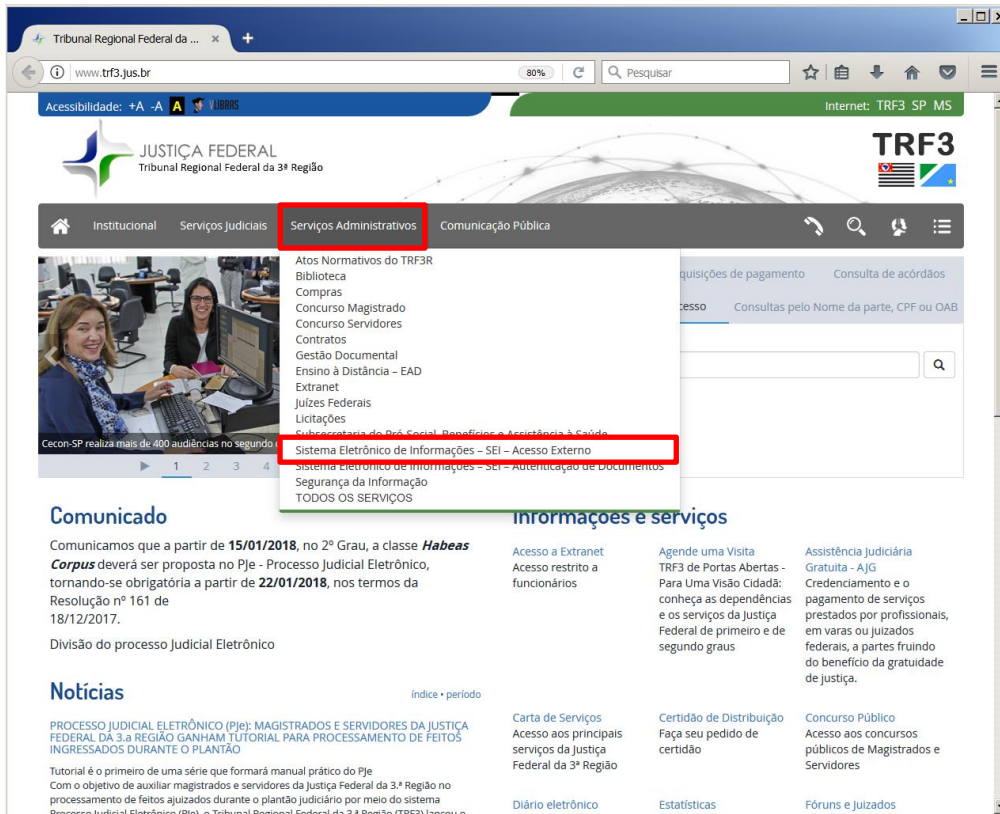 Tribunal Regional Federal da ...
www.trf3.jus.br
80%
Pesquisar
Acessibilidade: +A -A A VLIBRAS
Internet: TRF3 SP MS
JUSTIÇA FEDERAL
Tribunal Regional Federal da 3ª Região
TRF3
Institucional Serviços Judiciais Serviços Administrativos Comunicação Pública
Atos Normativos do TRF3R
Biblioteca
Compras
Concurso Magistrado
Concurso Servidores
Contratos
Gestão Documental
Ensino à Distância – EAD
Extranet
Juízes Federais
Licitações
Subsecretaria do Pró-Social, Benefícios e Assistência à Saúde
Sistema Eletrônico de Informações – SEI – Acesso Externo
Sistema Eletrônico de Informações – SEI – Autenticação de Documentos
Segurança da Informação
TODOS OS SERVIÇOS
quisições de pagamento Consulta de acórdãos
cesso Consultas pelo Nome da parte, CPF ou OAB
Cecon-SP realiza mais de 400 audiências no segundo
1 2 3 4
Comunicado
Comunicamos que a partir de 15/01/2018, no 2º Grau, a classe Habeas
Corpus deverá ser proposta no PJe - Processo Judicial Eletrônico,
tornando-se obrigatória a partir de 22/01/2018, nos termos da
Resolução nº 161 de
18/12/2017.
Divisão do processo Judicial Eletrônico
Notícias
índice • período
PROCESSO JUDICIAL ELETRÔNICO (PJe): MAGISTRADOS E SERVIDORES DA JUSTIÇA
FEDERAL DA 3.a REGIÃO GANHAM TUTORIAL PARA PROCESSAMENTO DE FEITOS
INGRESSADOS DURANTE O PLANTÃO
Tutorial é o primeiro de uma série que formará manual prático do PJe
Com o objetivo de auxiliar magistrados e servidores da Justiça Federal da 3.ª Região no
processamento de feitos ajuizados durante o plantão judiciário por meio do sistema
Processo Judicial Eletrônico (PJe), o Tribunal Regional Federal da 3.ª Região (TRF3) lançou o
Informações e serviços
Acesso a Extranet
Acesso restrito a
funcionários
Agende uma Visita
TRF3 de Portas Abertas -
Para Uma Visão Cidadã:
conheça as dependências
e os serviços da Justiça
Federal de primeiro e de
segundo graus
Assistência Judiciária
Gratuita - AJG
Credenciamento e o
pagamento de serviços
prestados por profissionais,
em varas ou juizados
federais, a partes fruindo
do benefício da gratuidade
de justiça.
Carta de Serviços
Acesso aos principais
serviços da Justiça
Federal da 3ª Região
Certidão de Distribuição
Faça seu pedido de
certidão
Concurso Público
Acesso aos concursos
públicos de Magistrados e
Servidores
Diário eletrônico
Estatísticas
Fóruns e Juizados